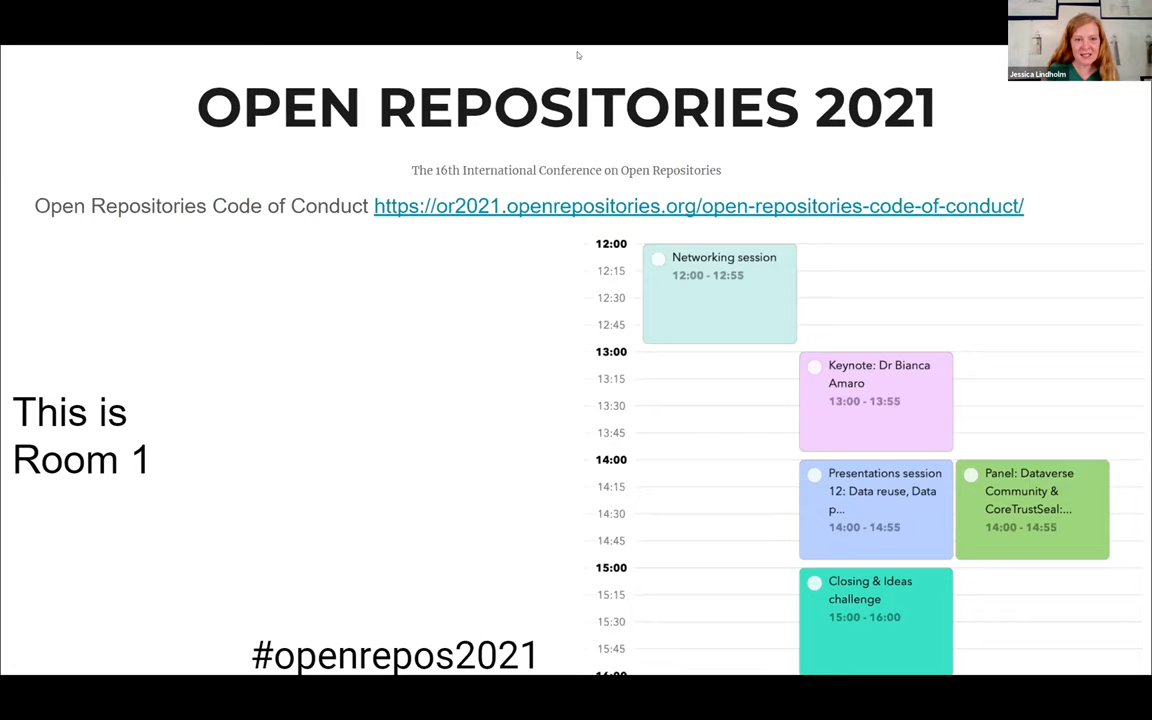 Jessica Lindholm
OPEN REPOSITORIES 2021
The 16th International Conference on Open Repositories
Open Repositories Code of Conduct https://or2021.openrepositories.org/open-repositories-code-of-conduct/
This is
Room 1
#openrepos2021
12:00
12:15
12:30
12:45
13:00
13:15
13:30
13:45
14:00
14:15
14:30
14:45
15:00
15:15
15:30
15:45
16:00
Networking session
12:00 - 12:55
Keynote: Dr Bianca
Amaro
13:00 - 13:55
Presentations session
12: Data reuse, Data
p...
14:00 - 14:55
Panel: Dataverse
Community &
CoreTrustSeal:...
14:00 - 14:55
Closing & Ideas
challenge
15:00 - 16:00